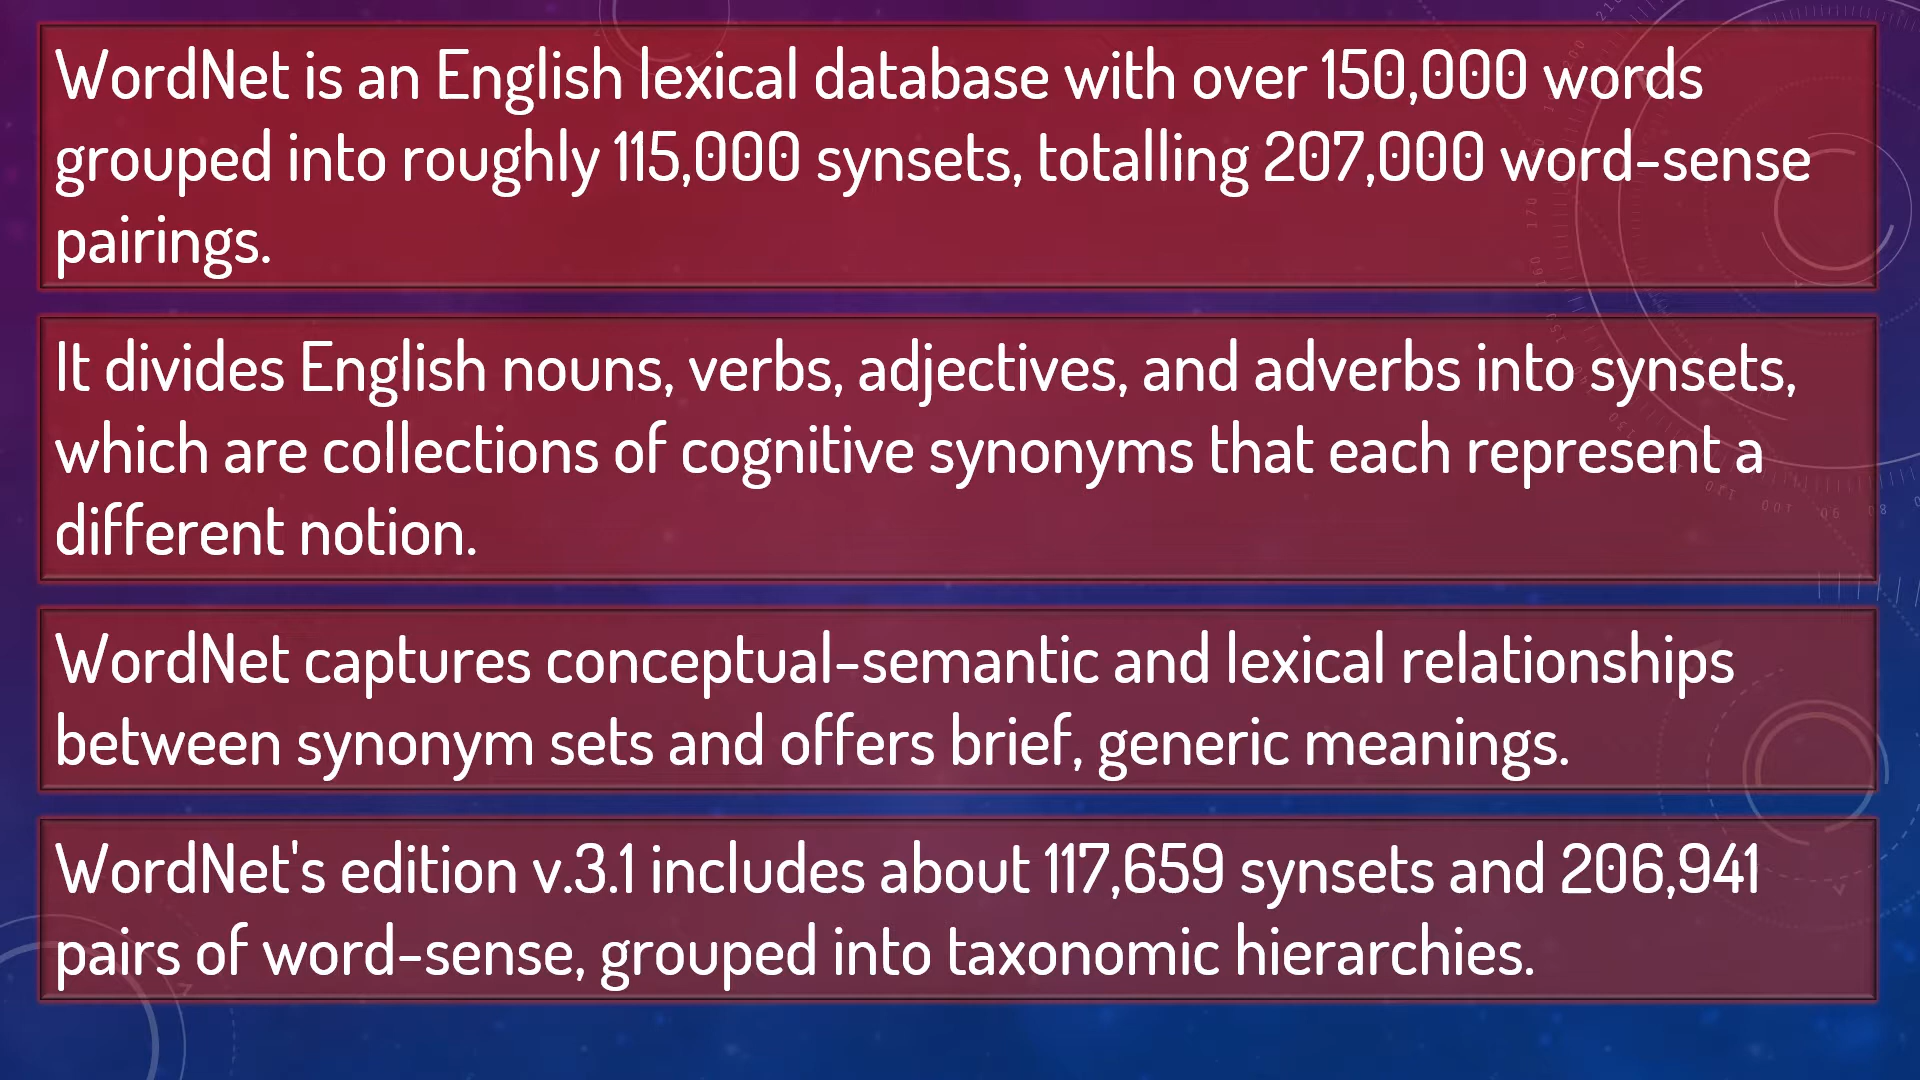 WordNet is an English lexical database with over 150,000 words
grouped into roughly 115,000 synsets, totalling 207,000 word-sense
pairings.
It divides English nouns, verbs, adjectives, and adverbs into synsets,
which are collections of cognitive synonyms that each represent a
different notion.
WordNet captures conceptual-semantic and lexical relationships
between synonym sets and offers brief, generic meanings.
WordNet's edition v.3.1 includes about 117,659 synsets and 206,941
pairs of word-sense, grouped into taxonomic hierarchies.